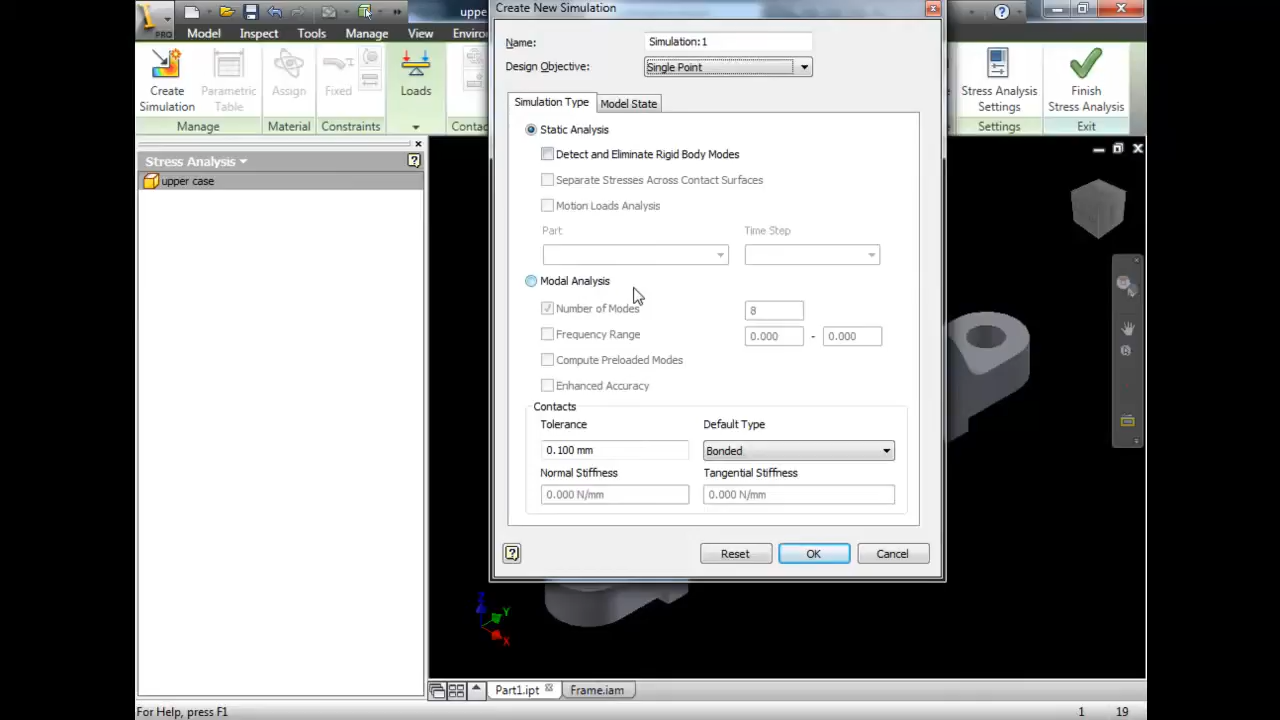 uppe
PRO
Model Inspect Tools Manage View Enviro
Create
Simulation
Parametric
Table
Assign
Fixed
Loads
Stress Analysis
Settings
Finish
Stress Analysis
Manage Material Constraints Contac Settings Exit
Stress Analysis
upper case
Create New Simulation
Name: Simulation:1
Design Objective: Single Point
Simulation Type Model State
Static Analysis
Detect and Eliminate Rigid Body Modes
Separate Stresses Across Contact Surfaces
Motion Loads Analysis
Part Time Step
Modal Analysis
Number of Modes 8
Frequency Range 0.000 - 0.000
Compute Preloaded Modes
Enhanced Accuracy
Contacts
Tolerance Default Type
0.100 mm Bonded
Normal Stiffness Tangential Stiffness
0.000 N/mm 0.000 N/mm
Reset OK Cancel
Z
Y
X
Part1.ipt Frame.iam
For Help, press F1 1 19